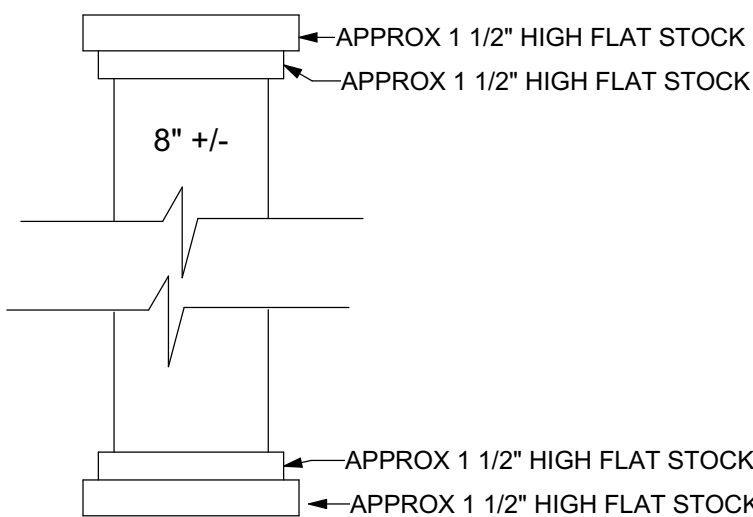 APPROX 1 1/2" HIGH FLAT STOCK
APPROX 1 1/2" HIGH FLAT STOCK
8" +/-
APPROX 1 1/2" HIGH FLAT STOCK
APPROX 1 1/2" HIGH FLAT STOCK